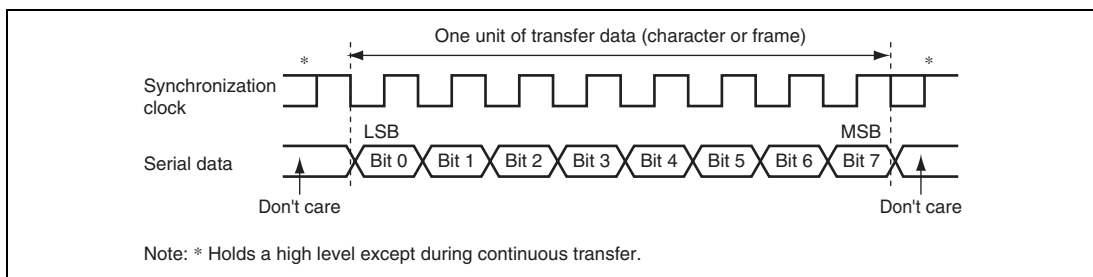 One unit of transfer data (character or frame)
* *
Synchronization
clock
LSB MSB
Serial data Bit 0 Bit 1 Bit 2 Bit 3 Bit 4 Bit 5 Bit 6 Bit 7
Don't care Don't care
Note: * Holds a high level except during continuous transfer.